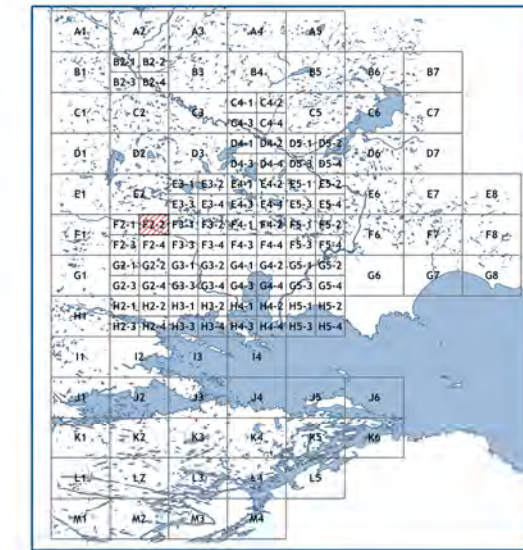 A1 A2 A3 A4 A5
B2-1 B2-2
B1 B3 B4 B5 B6 B7
B2-3 B2-4
C4-1 C4-2
C1 C2 C3 C5 C6 C7
C4-3 C4-4
D4-1 D4-2 D5-1 D5-2
D1 D2 D3 D6 D7
D4-3 D4-4 D5-3 D5-4
E3-1 E3-2 E4-1 E4-2 E5-1 E5-2
E1 E2 E6 E7 E8
E3-3 E3-4 E4-3 E4-4 E5-3 E5-4
F2-1 F2-2 F3-1 F3-2 F4-1 F4-2 F5-1 F5-2
F1 F6 F7 F8
F2-3 F2-4 F3-3 F3-4 F4-3 F4-4 F5-3 F5-4
G2-1 G2-2 G3-1 G3-2 G4-1 G4-2 G5-1 G5-2
G1 G6 G7 G8
G2-3 G2-4 G3-3 G3-4 G4-3 G4-4 G5-3 G5-4
H2-1 H2-2 H3-1 H3-2 H4-1 H4-2 H5-1 H5-2
H1
H2-3 H2-4 H3-3 H3-4 H4-3 H4-4 H5-3 H5-4
I1 I2 I3 I4
J1 J2 J3 J4 J5 J6
K1 K2 K3 K4 K5 K6
L1 L2 L3 L4 L5
M1 M2 M3 M4